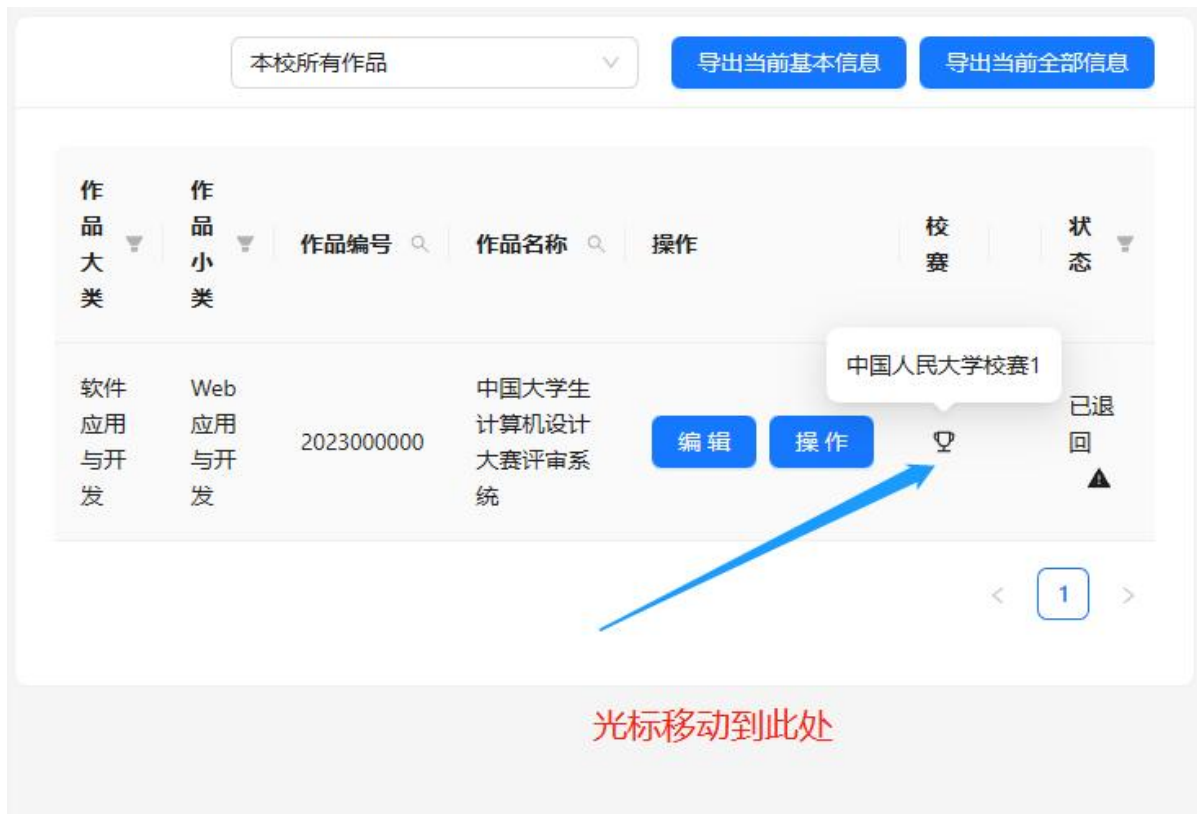 本校所有作品
导出当前基本信息
导出当前全部信息
作品大类
作品小类
作品编号
作品名称
操作
校赛
状态
中国人民大学校赛1
软件
应用
与开
发
Web
应用
与开
发
2023000000
中国大学生
计算机设计
大赛评审系
统
编 辑
操 作
已退
回
< 1 >
光标移动到此处